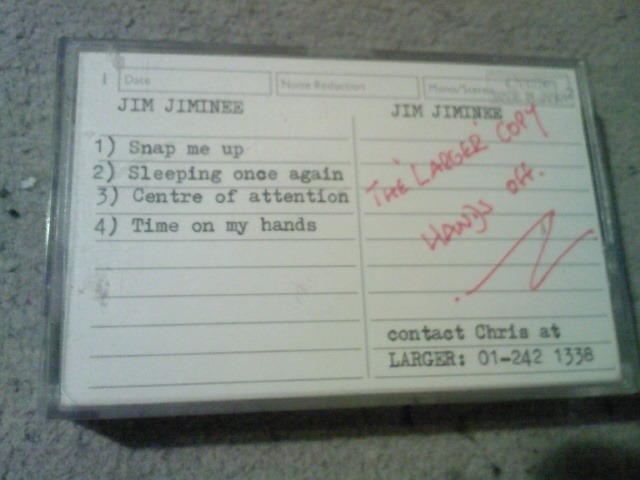 1
Date
Noise Reduction
Mono/Stereo
JIM JIMINEE
1) Snap me up
2) Sleeping once again
3) Centre of attention
4) Time on my hands
JIM JIMINEE
THE 'LARGER' COPY
HANDS OFF.
contact Chris at
LARGER: 01-242 1338